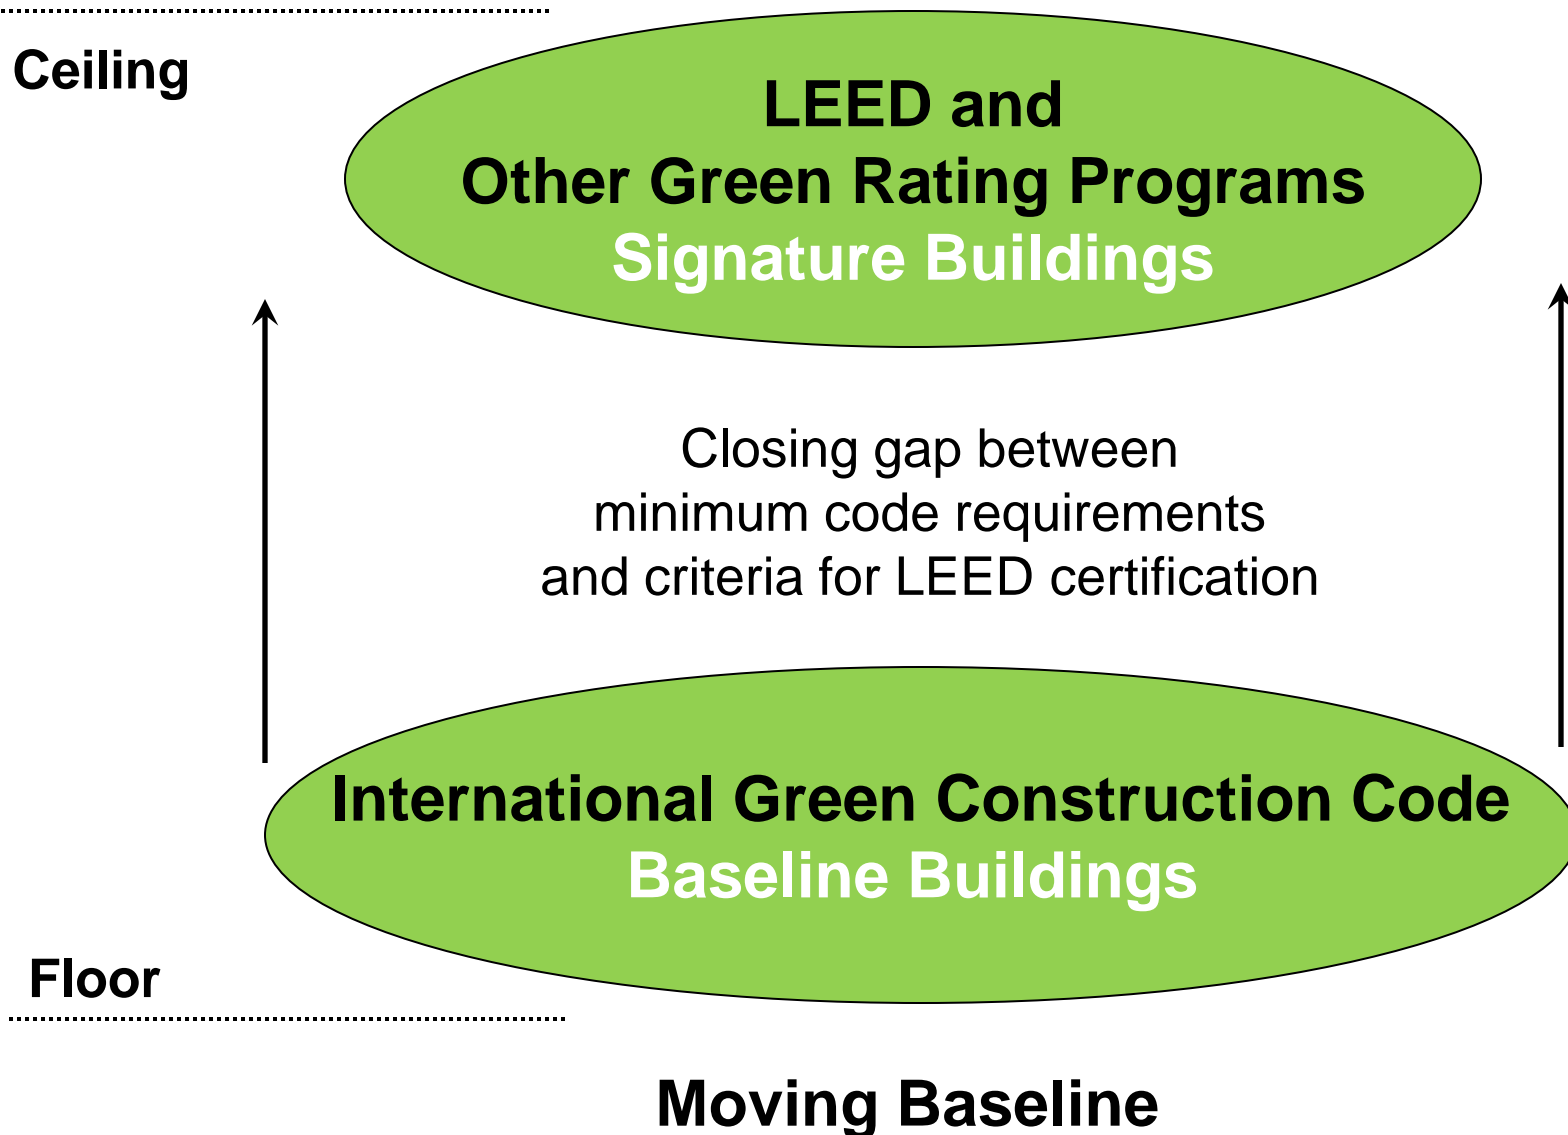 Ceiling
LEED and
Other Green Rating Programs
Signature Buildings
Closing gap between
minimum code requirements
and criteria for LEED certification
International Green Construction Code
Baseline Buildings
Floor
Moving Baseline